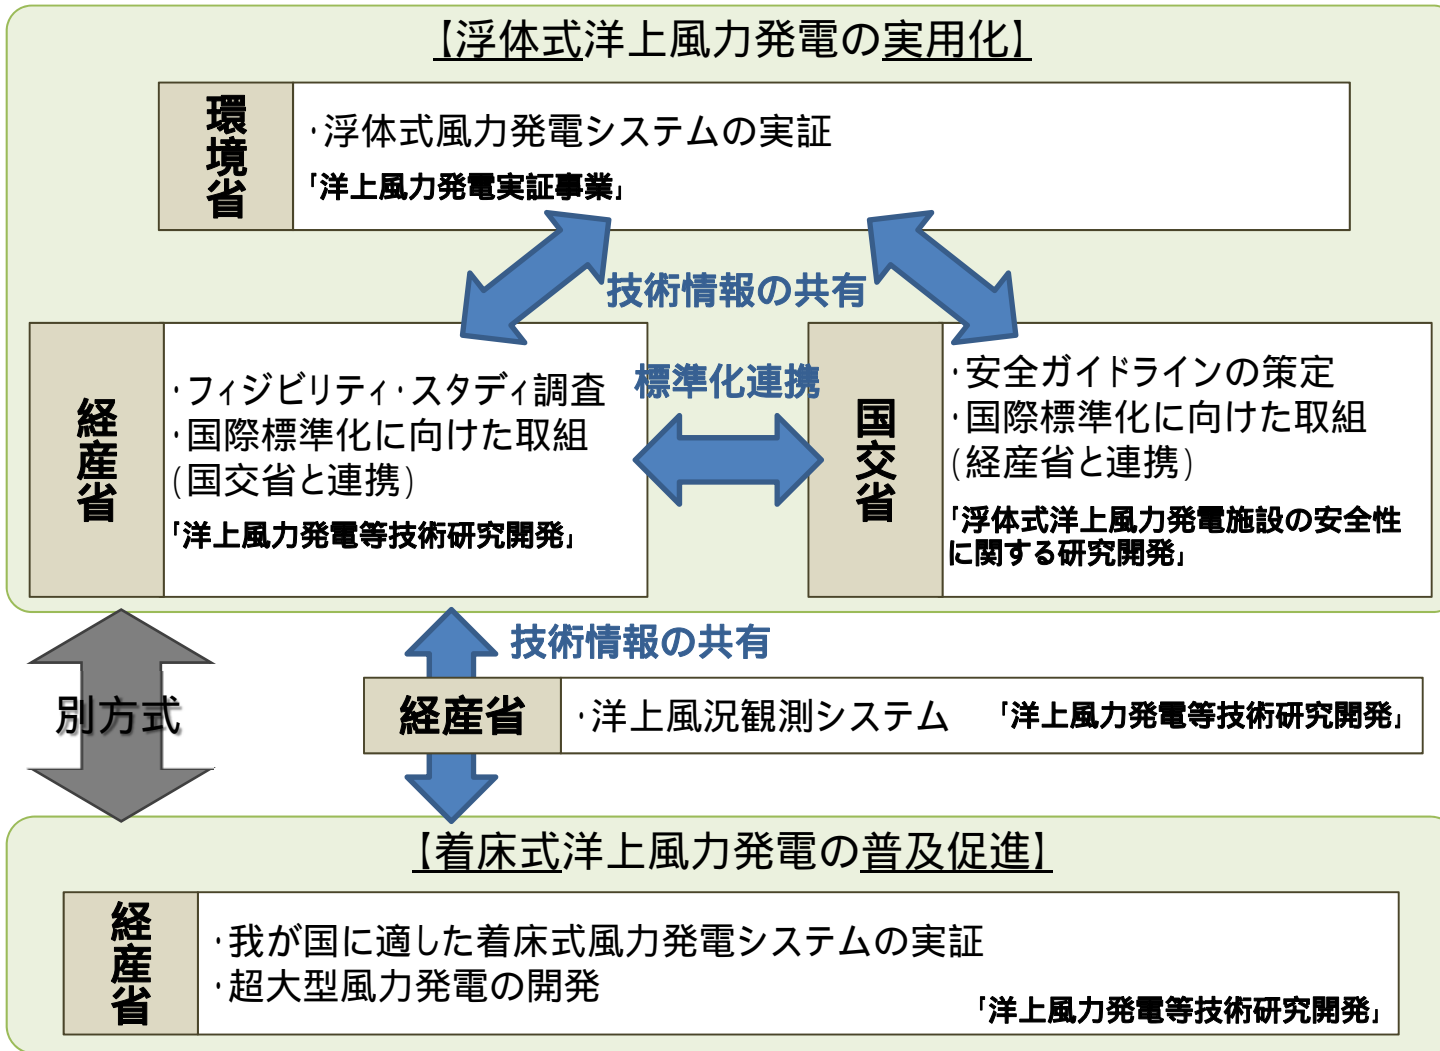 【浮体式洋上風力発電の実用化】
環境省
・浮体式風力発電システムの実証
「洋上風力発電実証事業」
技術情報の共有
経産省
・フィジビリティ・スタディ調査
・国際標準化に向けた取組
(国交省と連携)
「洋上風力発電等技術研究開発」
標準化連携
国交省
・安全ガイドラインの策定
・国際標準化に向けた取組
(経産省と連携)
「浮体式洋上風力発電施設の安全性
に関する研究開発」
別方式
技術情報の共有
経産省
・洋上風況観測システム 「洋上風力発電等技術研究開発」
【着床式洋上風力発電の普及促進】
経産省
・我が国に適した着床式風力発電システムの実証
・超大型風力発電の開発
「洋上風力発電等技術研究開発」